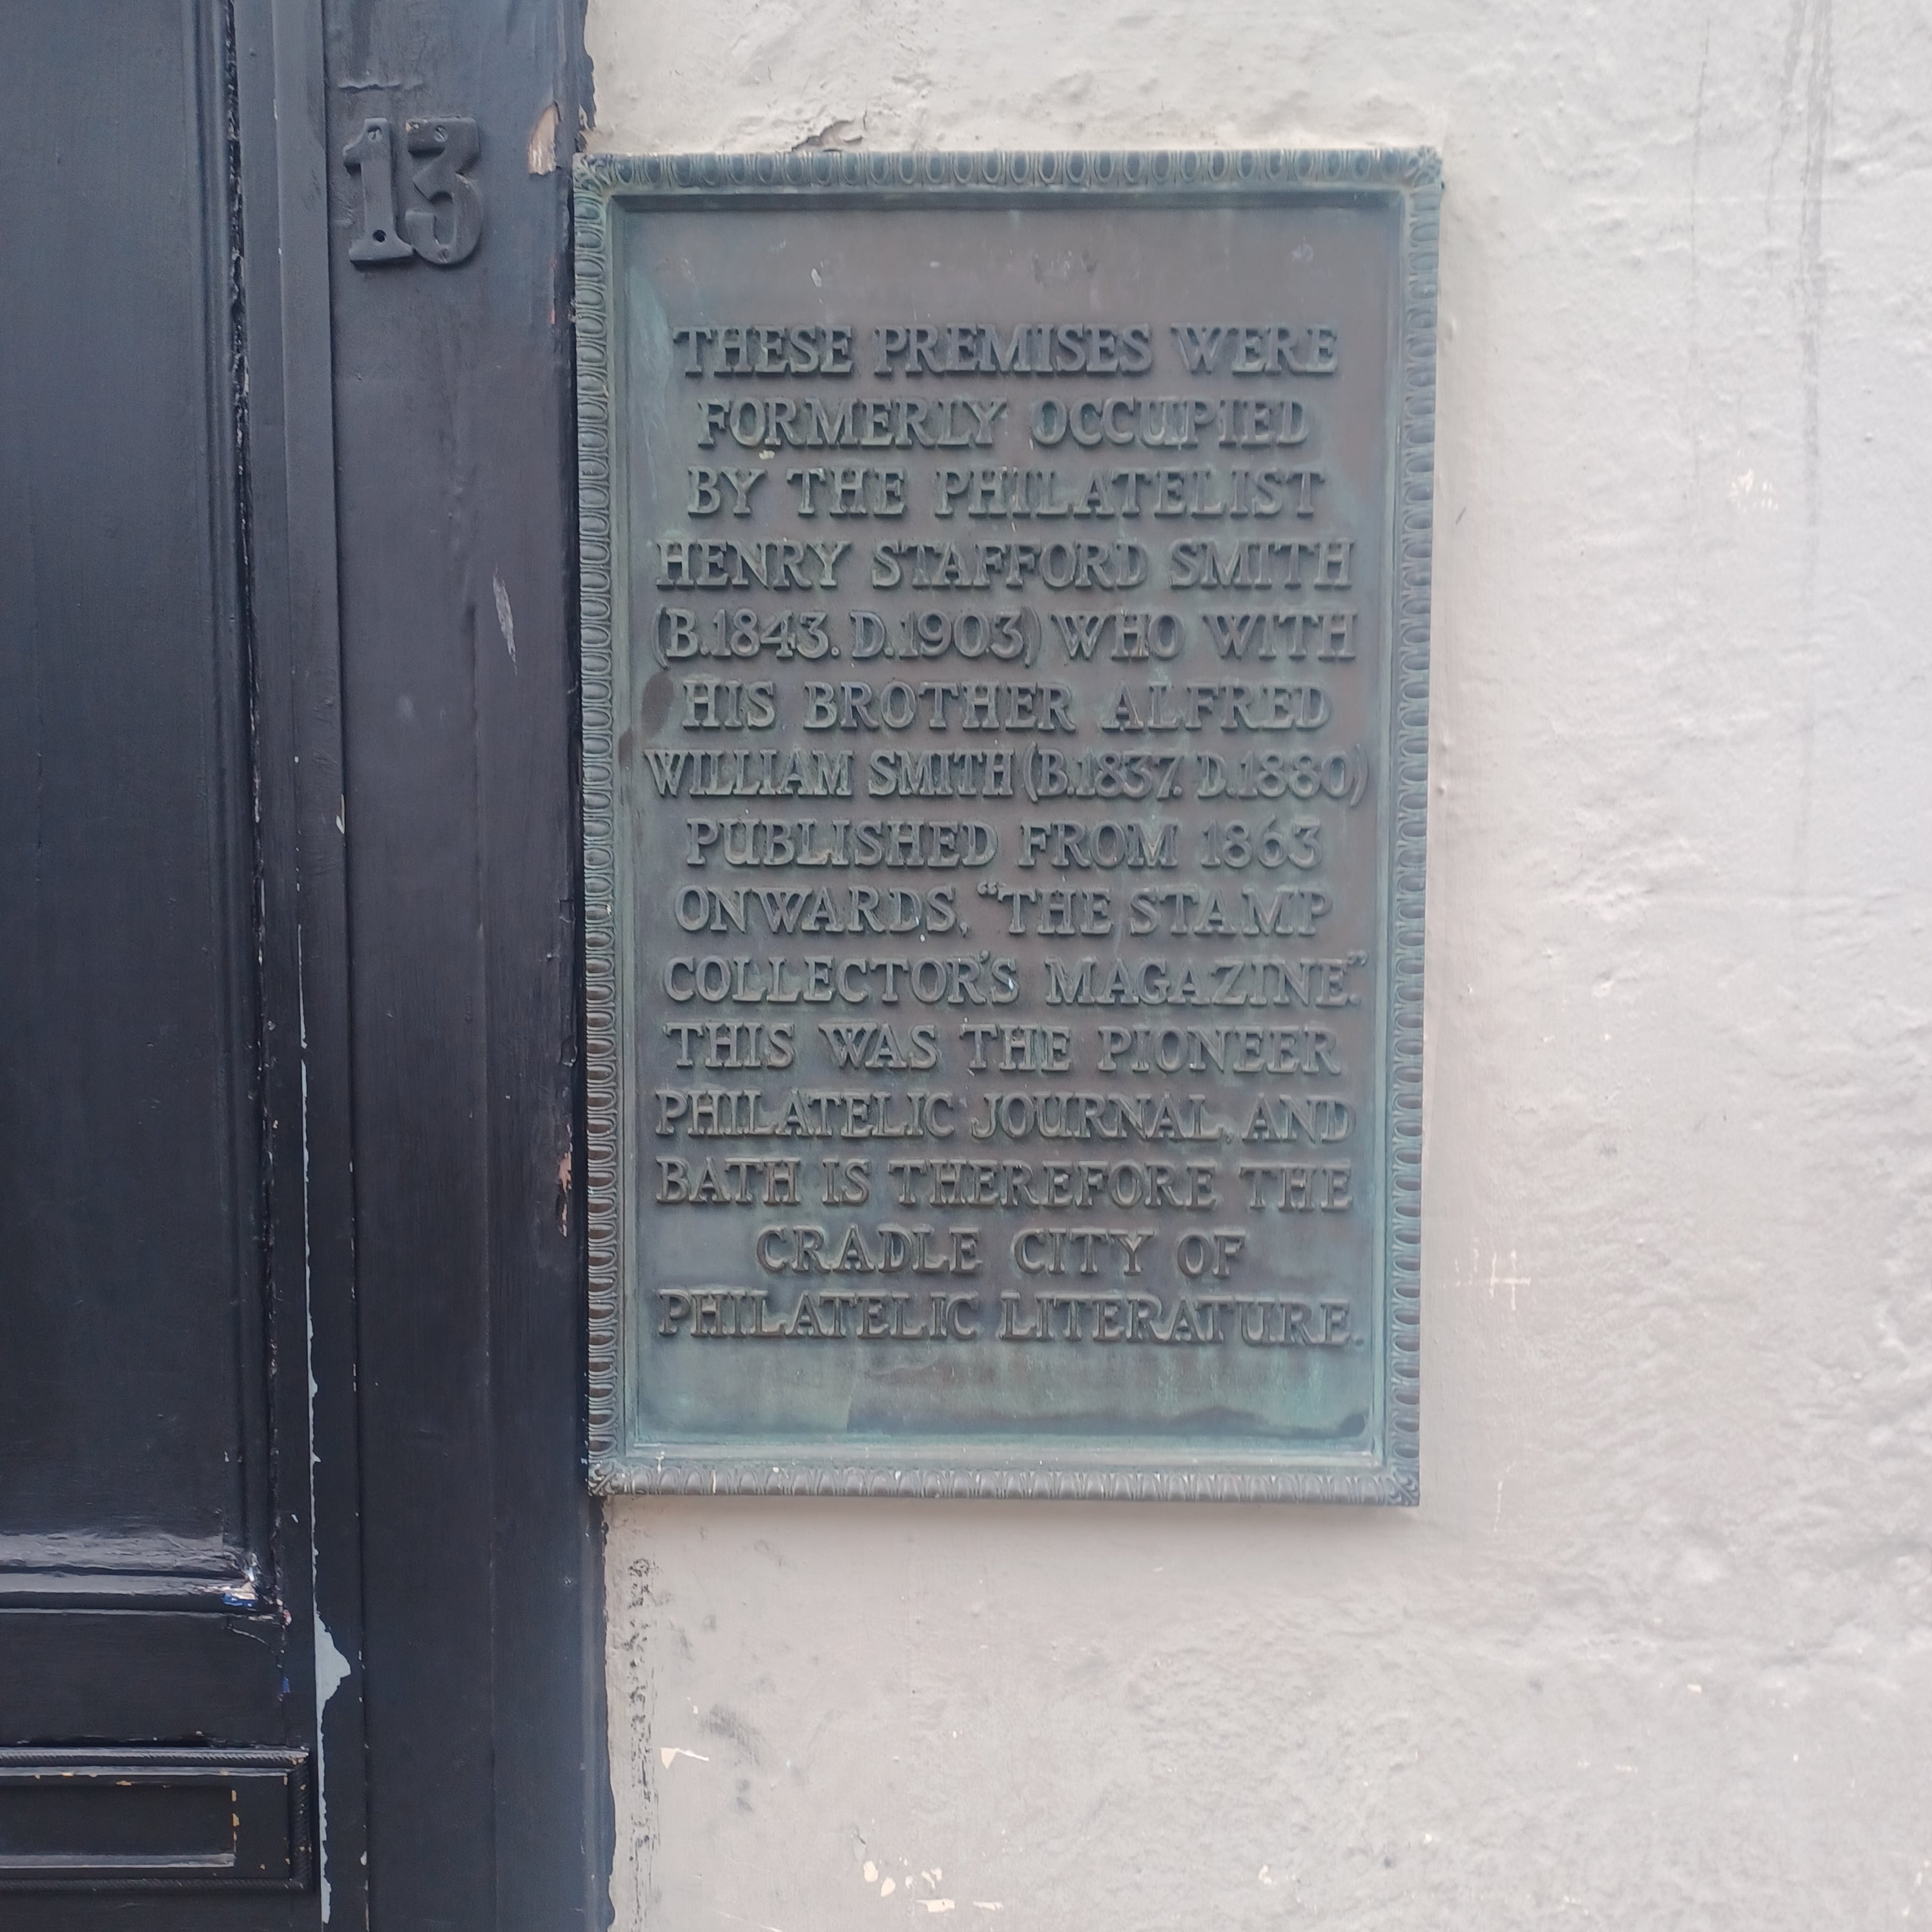 13
THESE PREMISES WERE
FORMERLY OCCUPIED
BY THE PHILATELIST
HENRY STAFFORD SMITH
(B.1843. D.1903) WHO WITH
HIS BROTHER ALFRED
WILLIAM SMITH (B.1837. D.1880)
PUBLISHED FROM 1863
ONWARDS, “THE STAMP
COLLECTOR'S MAGAZINE.”
THIS WAS THE PIONEER
PHILATELIC JOURNAL, AND
BATH IS THEREFORE THE
CRADLE CITY OF
PHILATELIC LITERATURE.